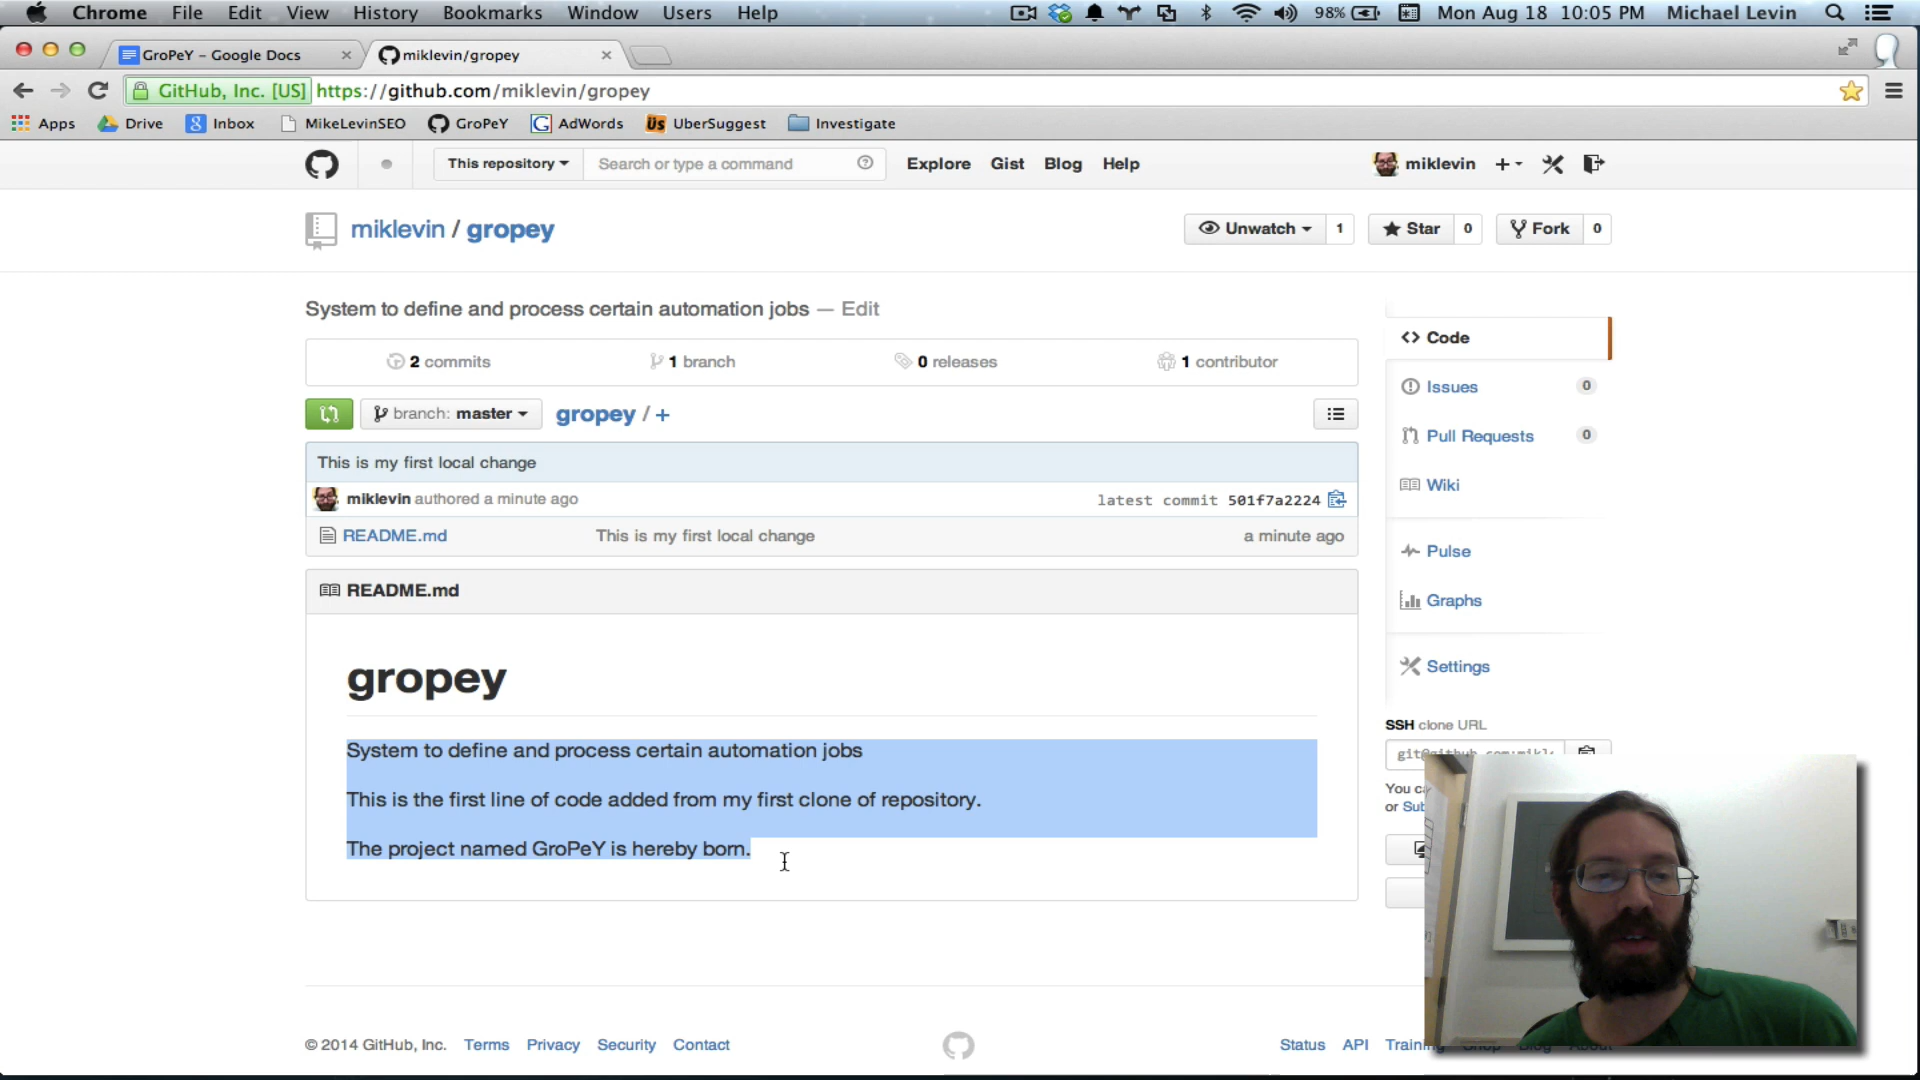 Chrome File Edit View History Bookmarks Window Users Help 98% Mon Aug 18 10:05 PM Michael Levin
GroPeY - Google Docs miklevin/gropey
GitHub, Inc. [US] https://github.com/miklevin/gropey
Apps Drive Inbox MikeLevinSEO GroPeY AdWords UberSuggest Investigate
This repository Search or type a command Explore Gist Blog Help miklevin
miklevin / gropey Unwatch 1 Star 0 Fork 0
System to define and process certain automation jobs — Edit
Code
2 commits 1 branch 0 releases 1 contributor
Issues 0
branch: master gropey / +
Pull Requests 0
This is my first local change
Wiki
miklevin authored a minute ago latest commit 501f7a2224
README.md This is my first local change a minute ago
Pulse
README.md
Graphs
gropey
Settings
SSH clone URL
System to define and process certain automation jobs
This is the first line of code added from my first clone of repository.
You
or
The project named GroPeY is hereby born.
© 2014 GitHub, Inc. Terms Privacy Security Contact Status API Training